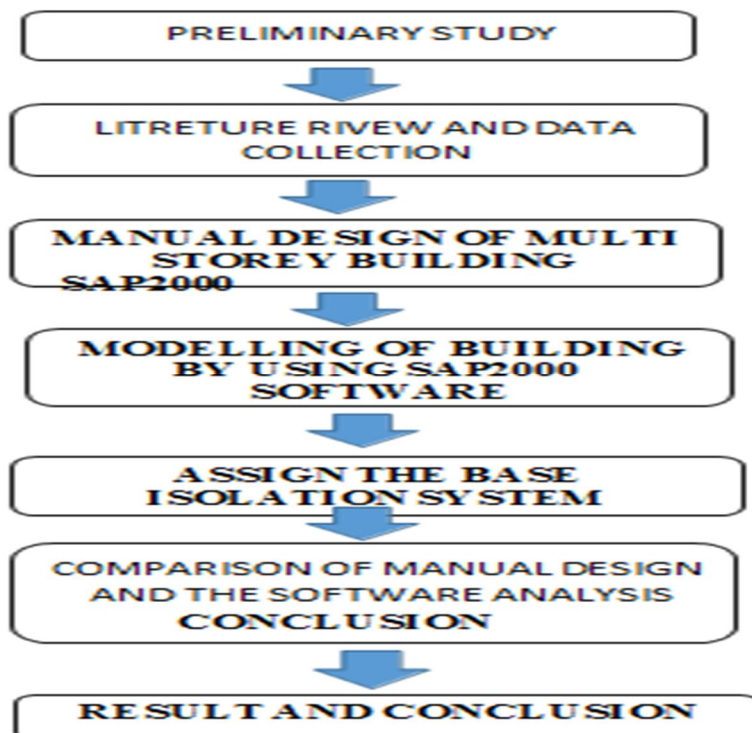 PRELIMINARY STUDY
LITRETURE RIVEW AND DATA
COLLECTION
MANUAL DESIGN OF MULTI
STOREY BUILDING
SAP2000
MODELLING OF BUILDING
BY USING SAP2000
SOFTWARE
ASSIGN THE BASE
ISOLATION SYSTEM
COMPARISON OF MANUAL DESIGN
AND THE SOFTWARE ANALYSIS
CONCLUSION
RESULT AND CONCLUSION